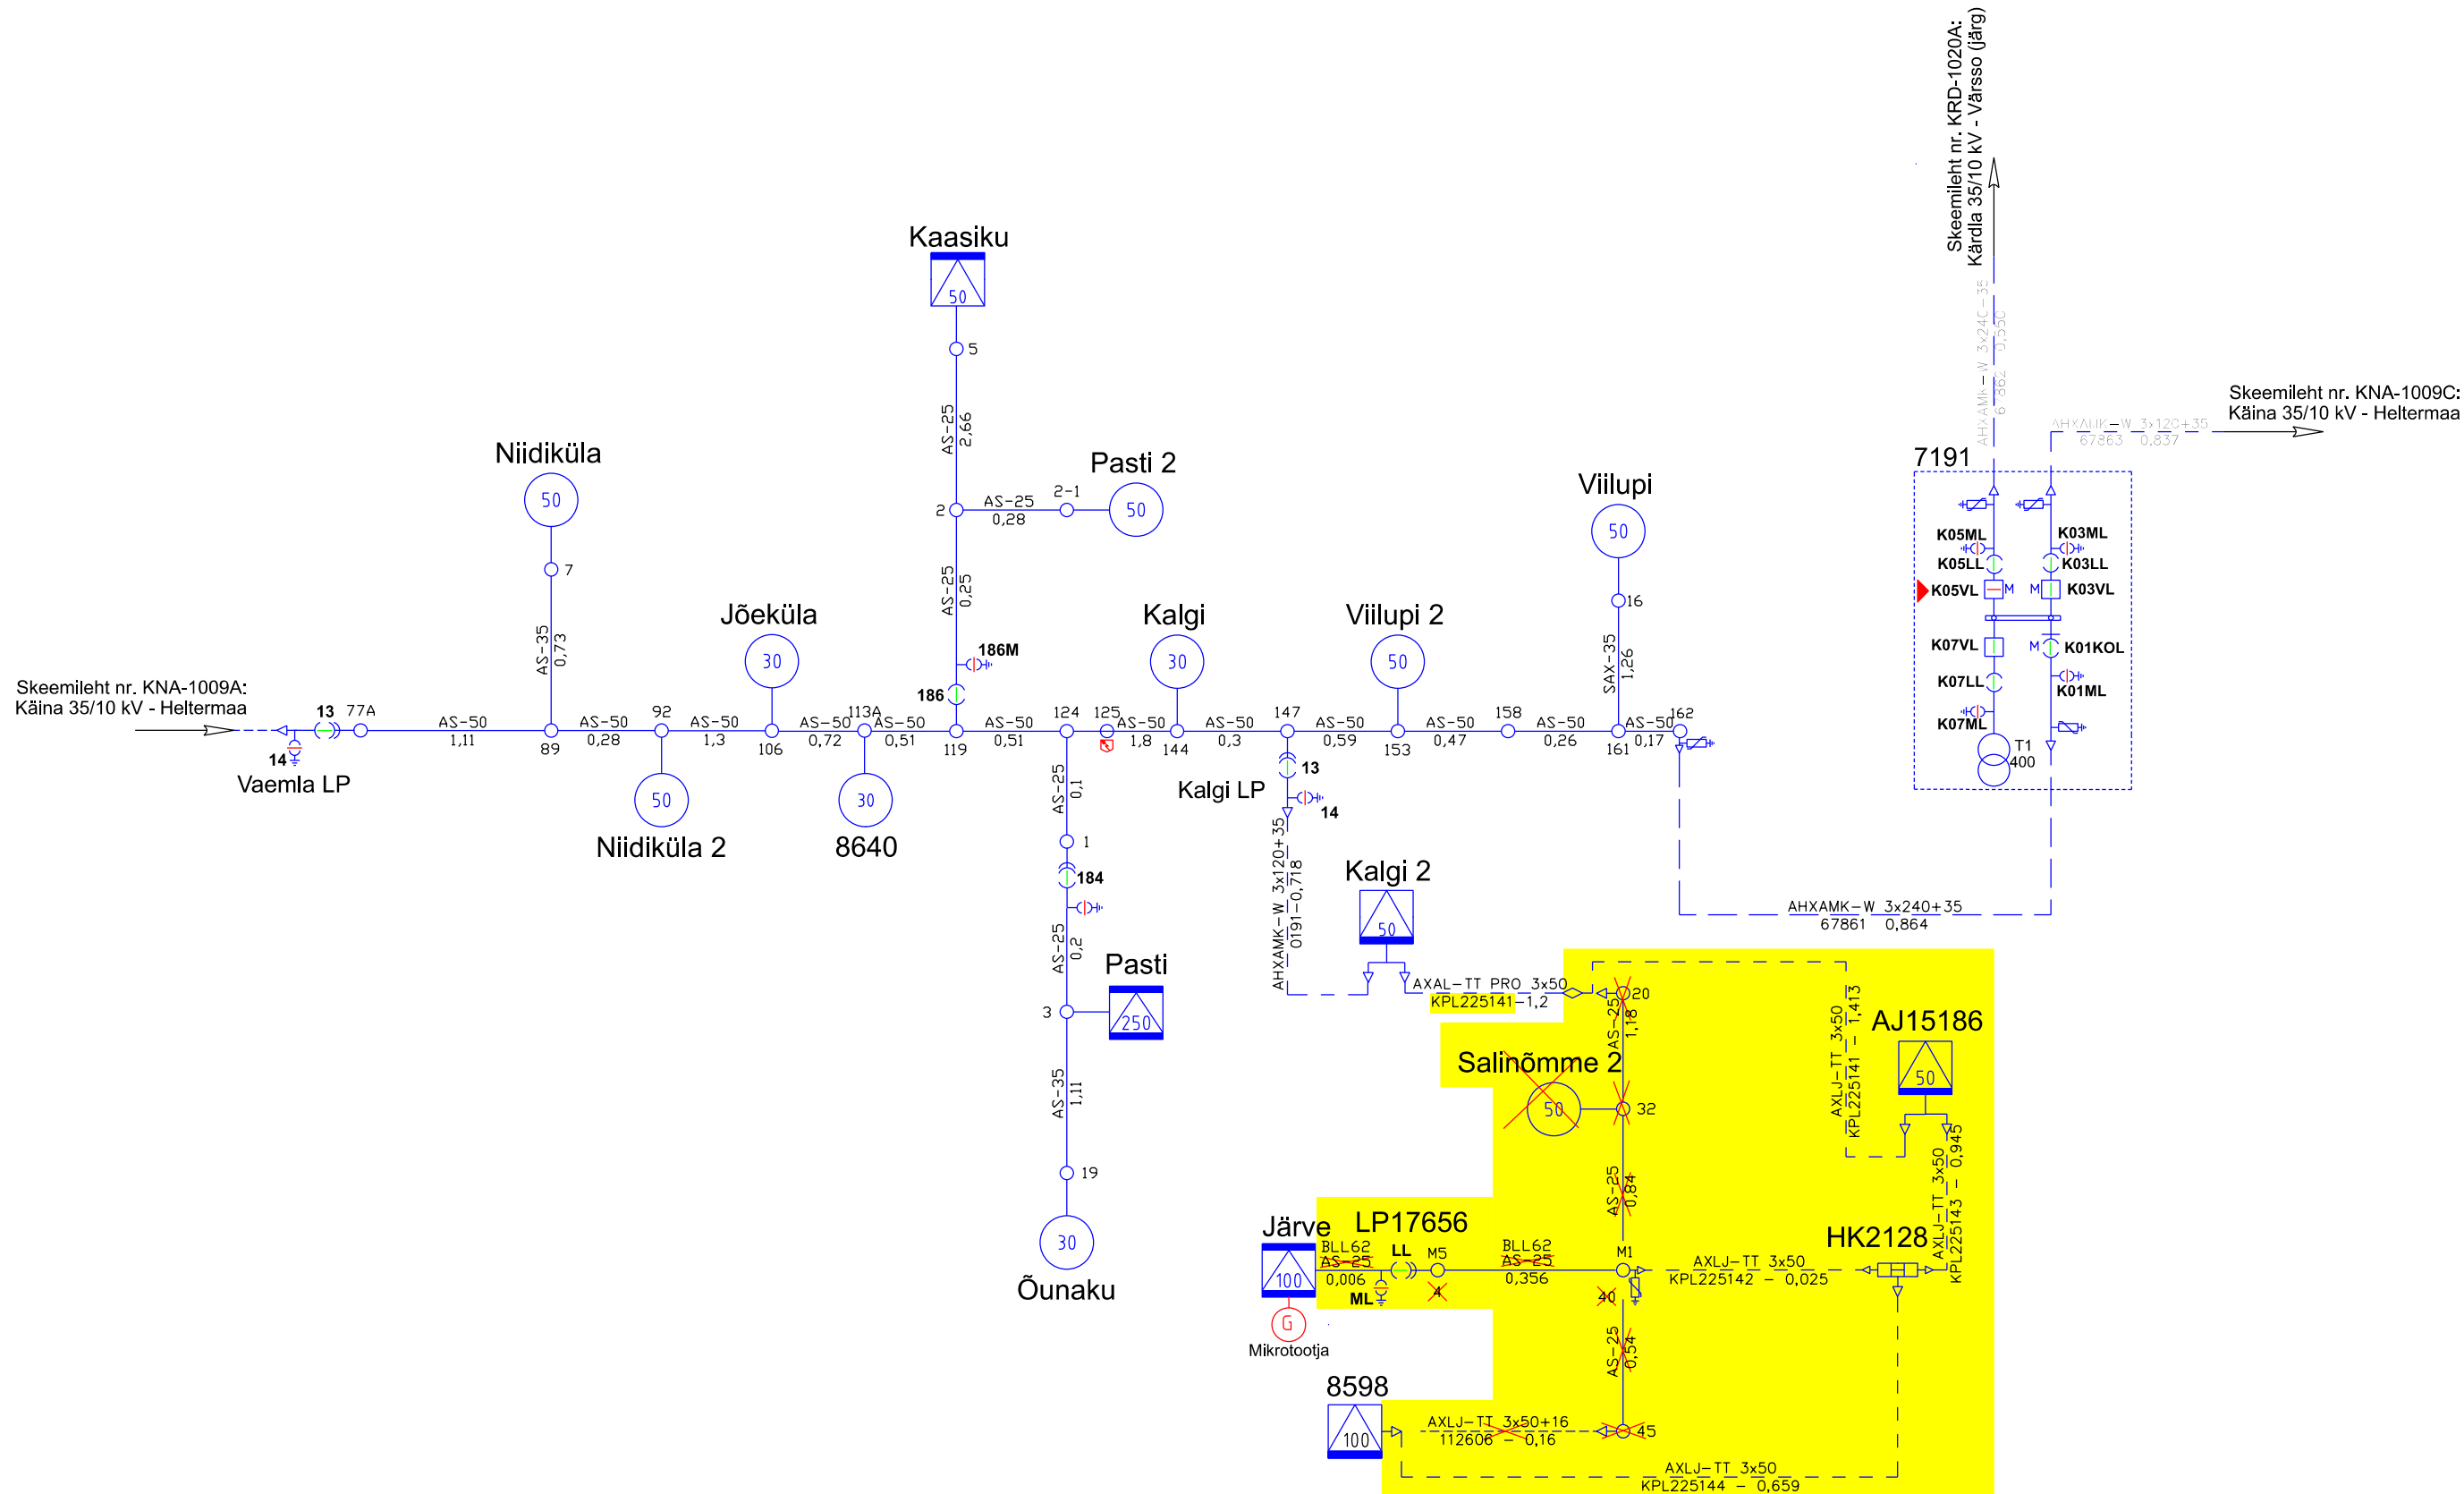 Skeemileht nr. KRD-1020A:
Kärdla 35/10 kV - Värsso (järg)
AHXAMK-W 3x240-35
67862 0,550
Skeemileht nr. KNA-1009C:
Käina 35/10 kV - Heltermaa
AHXAMK-W 3x120+35
67863 0,837
7191
K05ML
K03ML
K05LL
K03LL
K05VL
M
M
K03VL
K07VL
M
K01KOL
K07LL
K01ML
K07ML
T1
400
Kaasiku
50
5
AS-25
2,66
Niidiküla
50
7
AS-35
0,73
Pasti 2
2-1
50
2
AS-25
0,28
AS-25
0,25
186M
186
Viilupi
50
16
SAX-35
1,26
Jõeküla
30
Kalgi
30
Viilupi 2
50
Skeemileht nr. KNA-1009A:
Käina 35/10 kV - Heltermaa
13
77A
14
Vaemla LP
AS-50
1,11
89
AS-50
0,28
92
AS-50
1,3
106
AS-50
0,72
113A
AS-50
0,51
119
AS-50
0,51
124
125
AS-50
1,8
144
AS-50
0,3
147
AS-50
0,59
153
AS-50
0,47
158
AS-50
0,26
161
AS-50
0,17
162
50
Niidiküla 2
30
8640
AS-25
0,1
1
184
AS-25
0,2
Pasti
250
3
AS-35
1,11
19
30
Õunaku
Kalgi LP
13
14
AHXAMK-W 3x120+35
0191-0,718
Kalgi 2
50
AHXAMK-W 3x240+35
67861 0,864
AXAL-TT PRO 3x50
KPL225141-1,2
20
AS-25
1,18
AXLJ-TT 3x50
KPL225141 - 1,413
AJ15186
50
Salinõmme 2
50
32
AS-25
0,84
AXLJ-TT 3x50
KPL225143 - 0,945
Järve
100
G
Mikrotootja
LP17656
BLL62
AS-25
0,006
LL
ML
M5
4
BLL62
AS-25
0,356
M1
40
AXLJ-TT 3x50
KPL225142 - 0,025
HK2128
AS-25
0,54
45
8598
100
AXLJ-TT 3x50+16
112606 - 0,16
AXLJ-TT 3x50
KPL225144 - 0,659